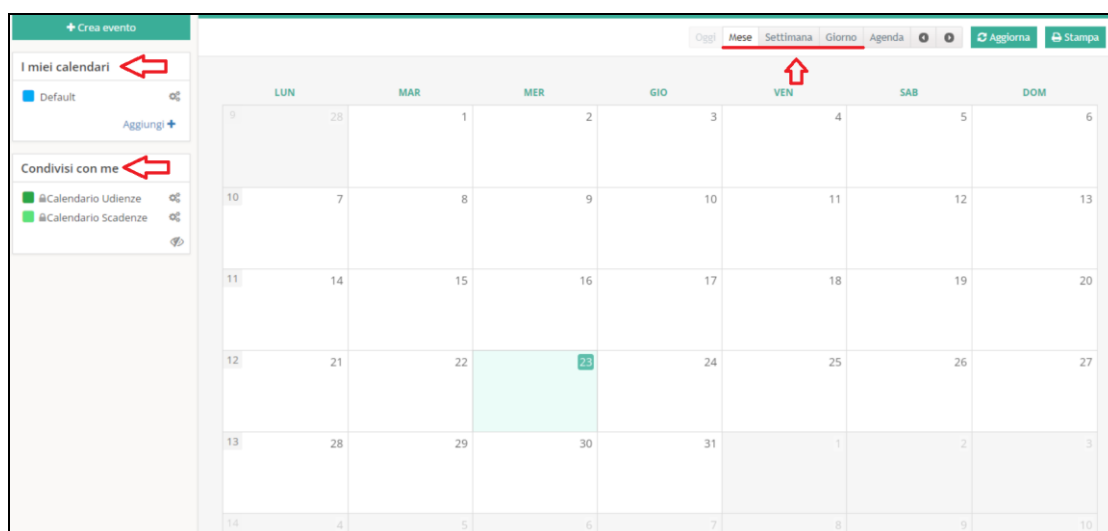 + Crea evento
Oggi Mese Settimana Giorno Agenda Aggiorna Stampa
I miei calendari
Default
Aggiungi +
Condivisi con me
Calendario Udienze
Calendario Scadenze
LUN MAR MER GIO VEN SAB DOM
9 28 1 2 3 4 5 6
10 7 8 9 10 11 12 13
11 14 15 16 17 18 19 20
12 21 22 23 24 25 26 27
13 28 29 30 31 1 2 3
14 4 5 6 7 8 9 10